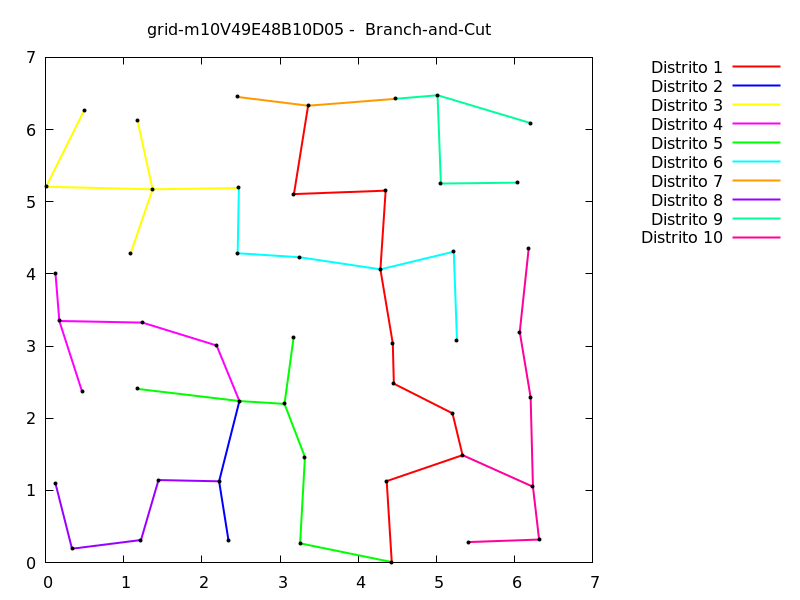 grid-m10V49E48B10D05 -  Branch-and-Cut
Distrito 1
Distrito 2
Distrito 3
Distrito 4
Distrito 5
Distrito 6
Distrito 7
Distrito 8
Distrito 9
Distrito 10
7
6
5
4
3
2
1
0
0 1 2 3 4 5 6 7